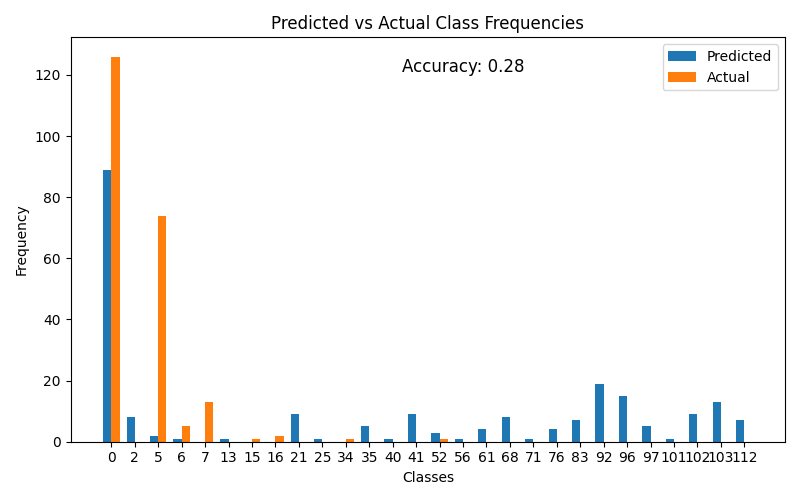 Predicted vs Actual Class Frequencies
Accuracy: 0.28
Predicted
Actual
Frequency
120
100
80
60
40
20
0
0 2 5 6 7 13 15 16 21 25 34 35 40 41 52 56 61 68 71 76 83 92 96 97 101 102 103 112
Classes